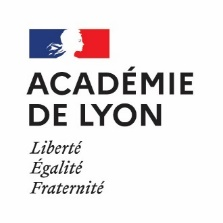 ACADÉMIE
DE LYON
Liberté
Égalité
Fraternité